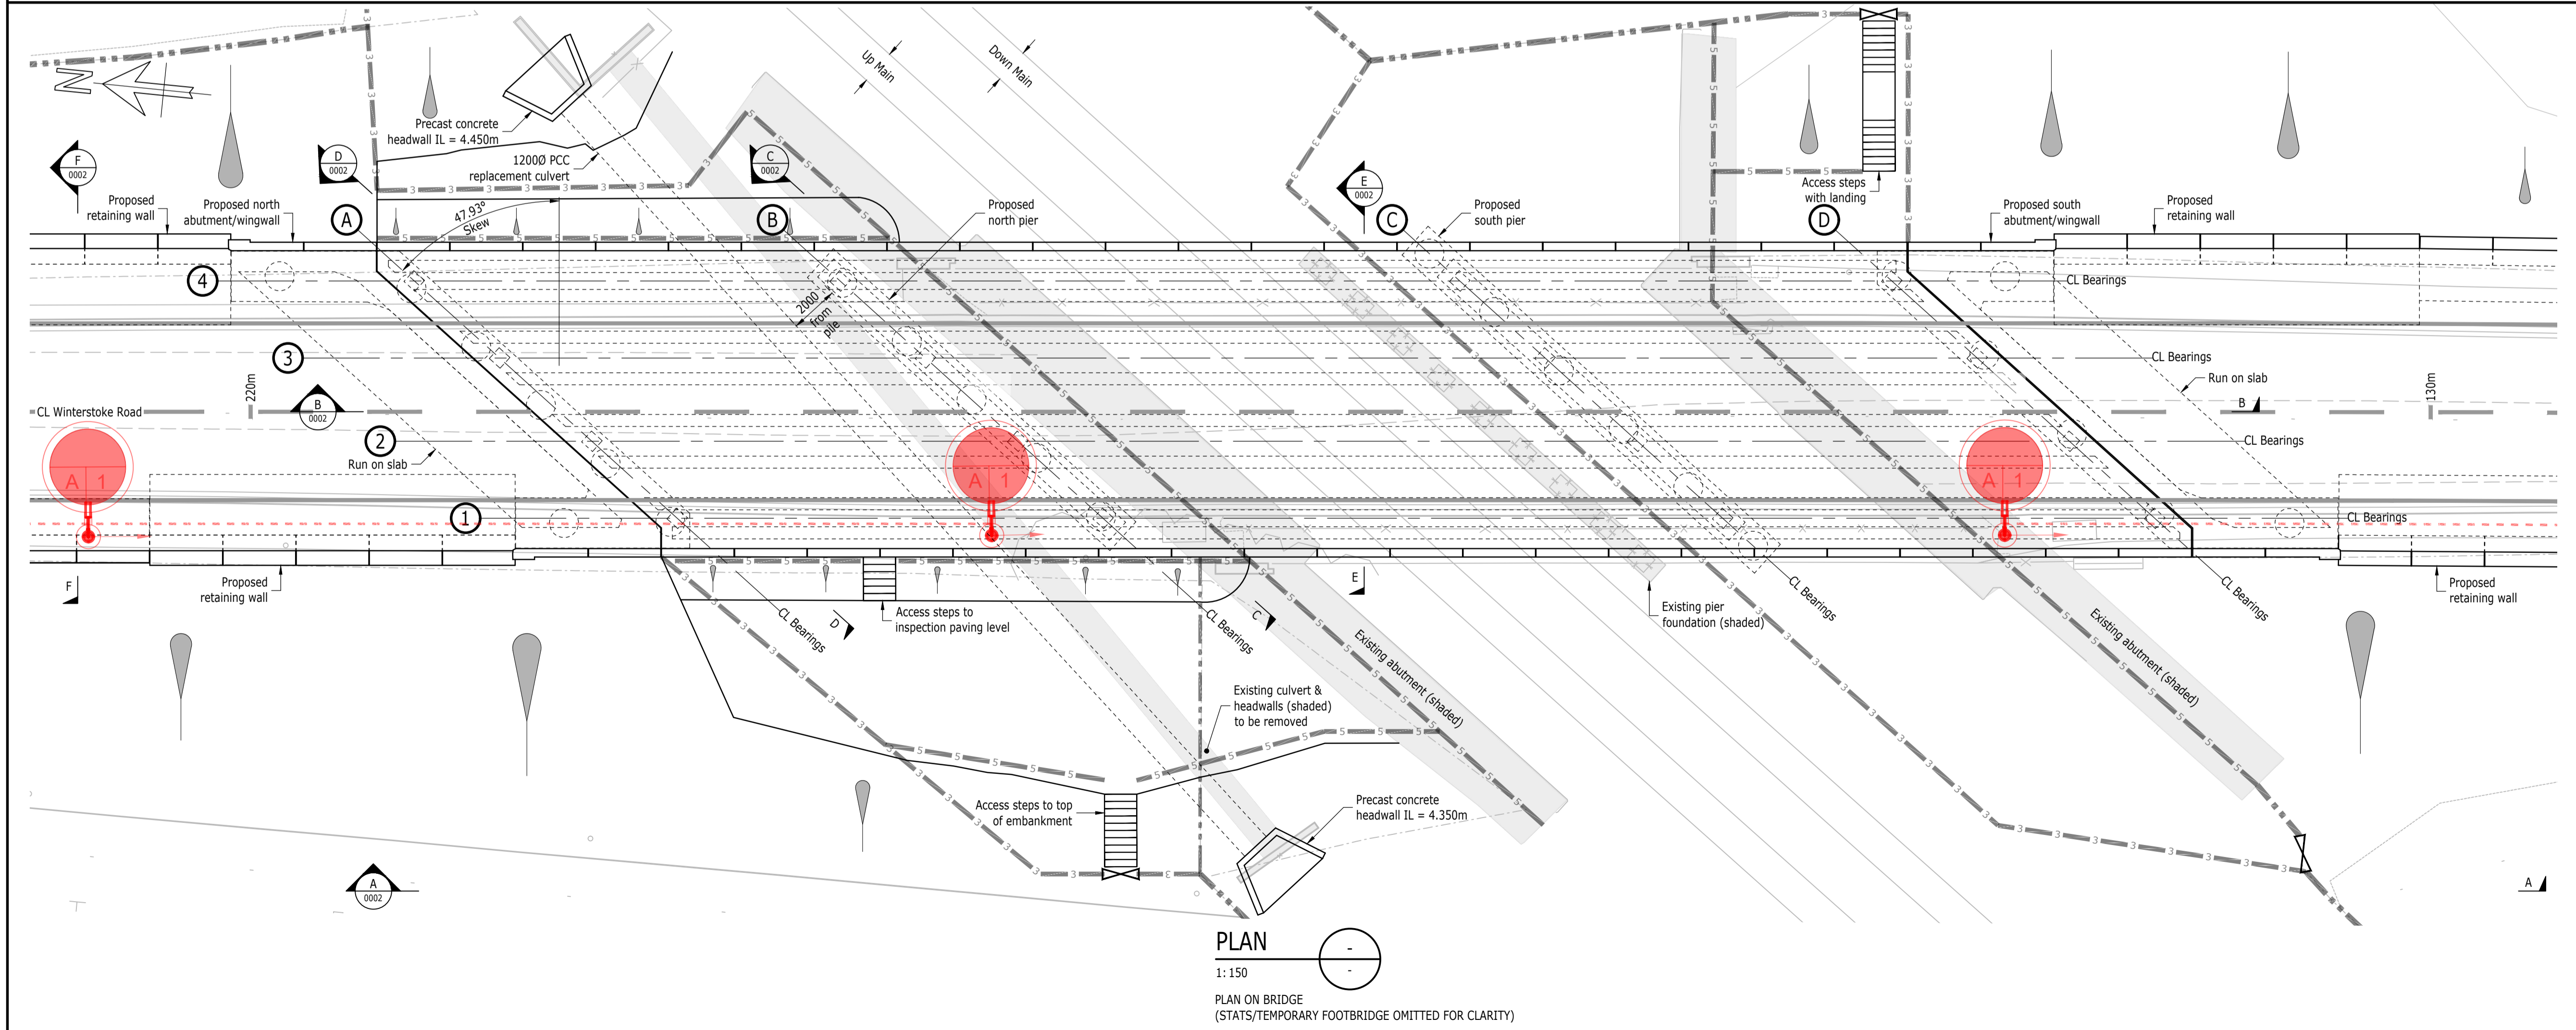 N
Up Main
Down Main
Precast concrete
headwall IL = 4.450m
1200Ø PCC
replacement culvert
F
0002
D
0002
C
0002
E
0002
Proposed
retaining wall
Proposed north
abutment/wingwall
A
47.93°
Skew
B
Proposed
north pier
C
Proposed
south pier
Access steps
with landing
D
Proposed south
abutment/wingwall
Proposed
retaining wall
4
2000
from
pile
CL Bearings
3
CL Bearings
220m
Run on slab
130m
CL Winterstoke Road
B
0002
B
2
CL Bearings
Run on slab
A 1
A 1
A 1
1
CL Bearings
F
Proposed
retaining wall
CL Bearings
D
Access steps to
inspection paving level
CL Bearings
C
E
Existing pier
foundation (shaded)
CL Bearings
CL Bearings
Proposed
retaining wall
Existing abutment (shaded)
Existing abutment (shaded)
Existing culvert &
headwalls (shaded)
to be removed
Access steps to top
of embankment
Precast concrete
headwall IL = 4.350m
A
0002
A
PLAN
-
-
1:150
PLAN ON BRIDGE
(STATS/TEMPORARY FOOTBRIDGE OMITTED FOR CLARITY)